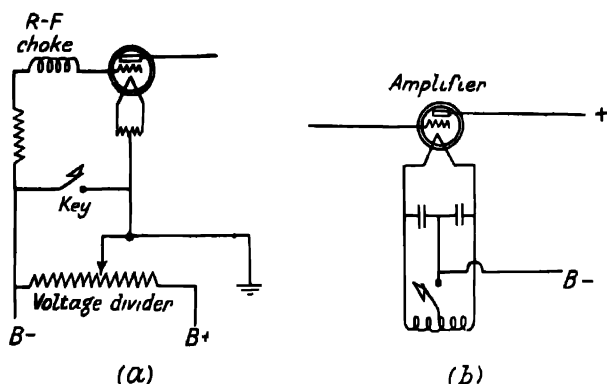 R-F
choke
Key
Voltage divider
B-
B+
(a)
Amplifier
+
B-
(b)